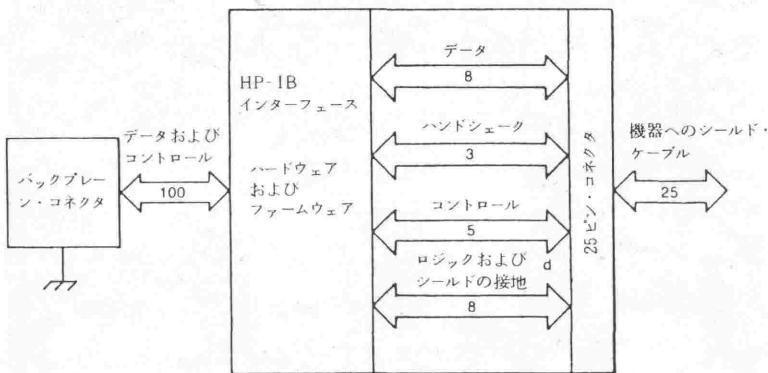 バックプレー
ン・コネクタ
データおよび
コントロール
100
HP-IB
インターフェース
ハードウェア
および
ファームウェア
データ
8
ハンドシェーク
3
コントロール
5
ロジックおよび
シールドの接地
d
8
25ピン・コネクタ
機器へのシールド・
ケーブル
25